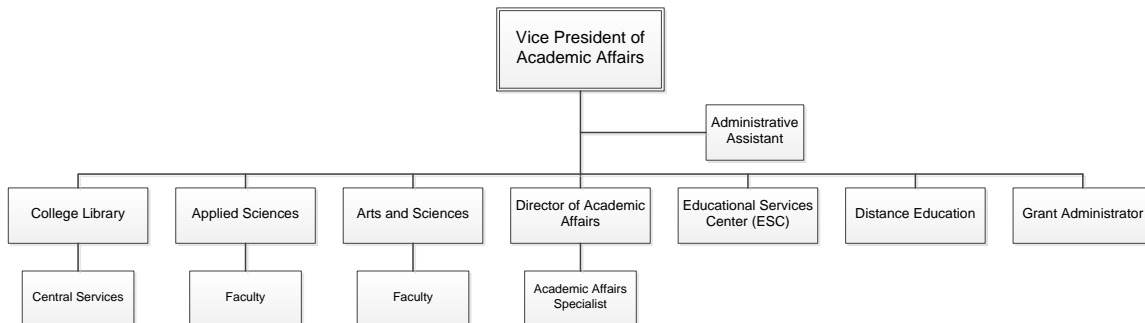 Vice President of
Academic Affairs
Administrative
Assistant
College Library
Applied Sciences
Arts and Sciences
Director of Academic
Affairs
Educational Services
Center (ESC)
Distance Education
Grant Administrator
Central Services
Faculty
Faculty
Academic Affairs
Specialist